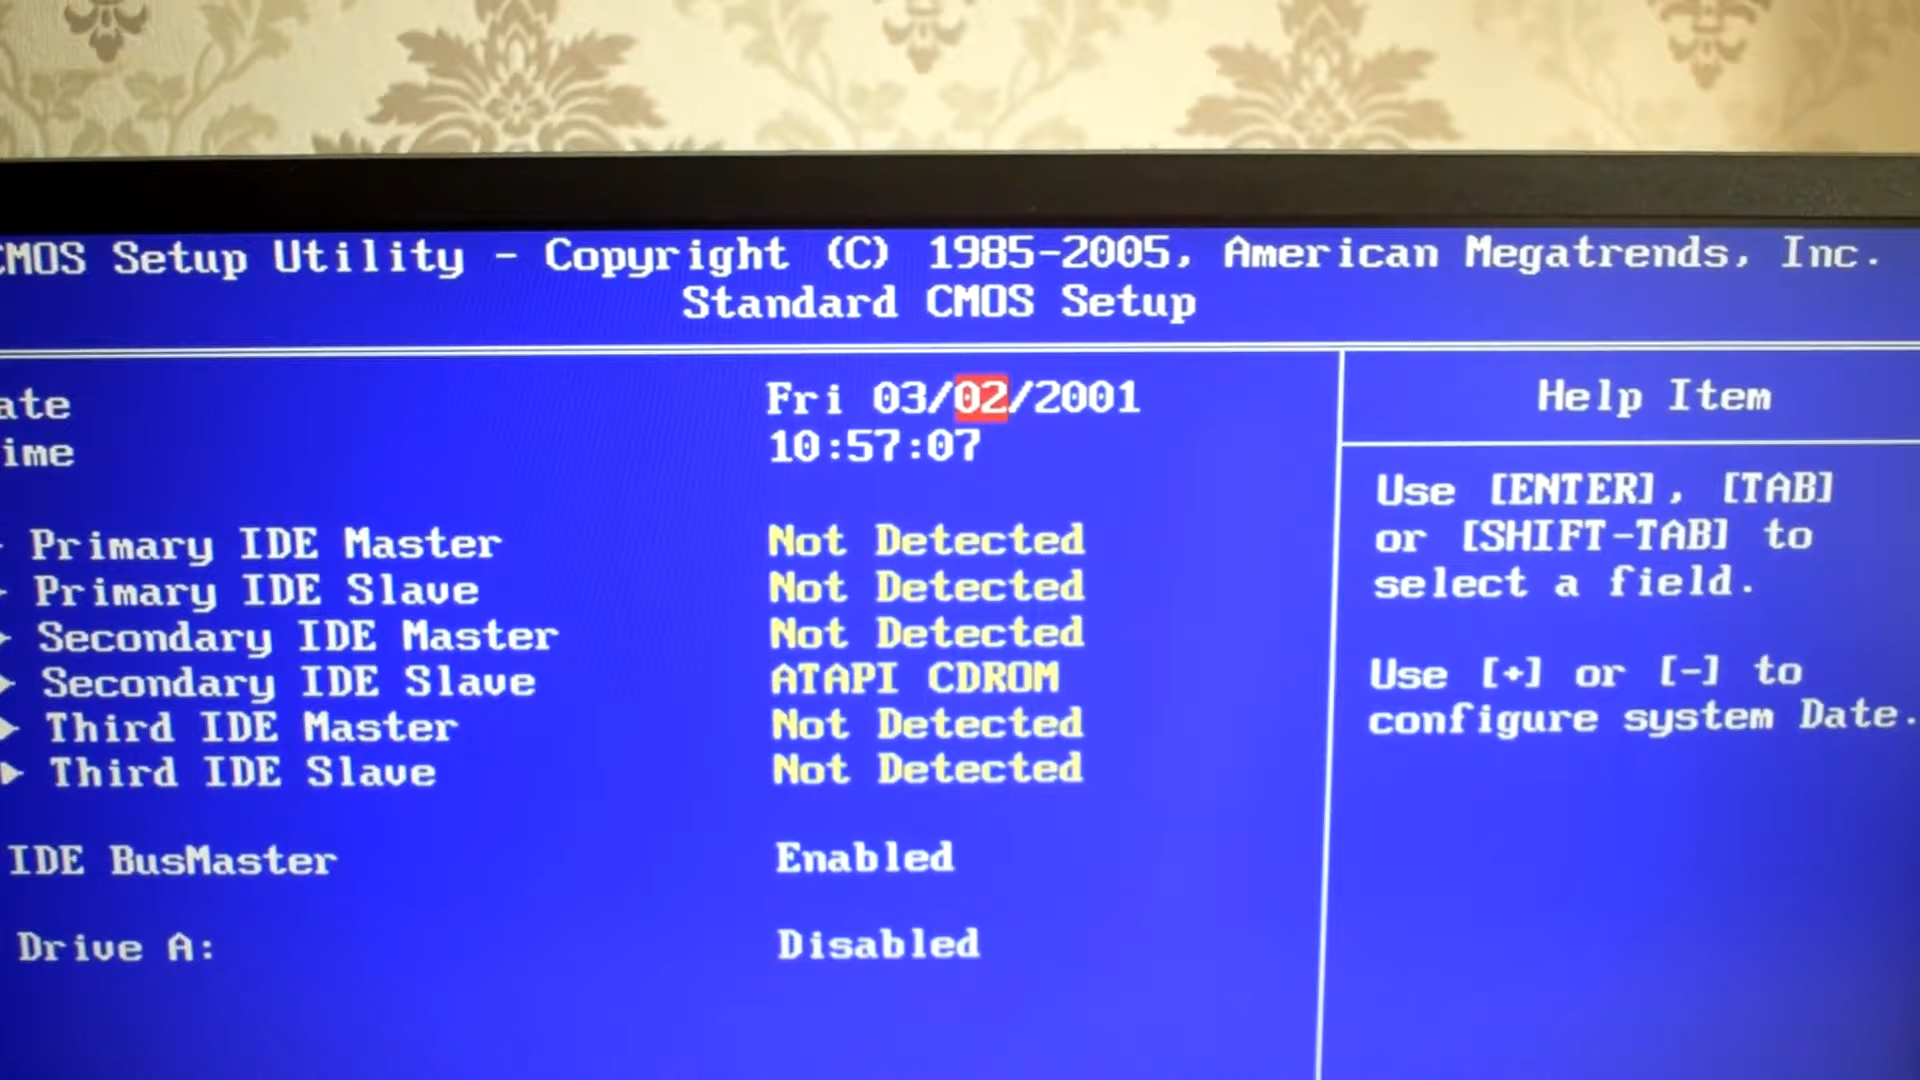 CMOS Setup Utility - Copyright (C) 1985-2005, American Megatrends, Inc.
Standard CMOS Setup
ate Fri 03/02/2001
ime 10:57:07
Primary IDE Master Not Detected
Primary IDE Slave Not Detected
Secondary IDE Master Not Detected
Secondary IDE Slave ATAPI CDROM
Third IDE Master Not Detected
Third IDE Slave Not Detected
IDE BusMaster Enabled
Drive A: Disabled
Help Item
Use [ENTER], [TAB]
or [SHIFT-TAB] to
select a field.
Use [+] or [-] to
configure system Date.